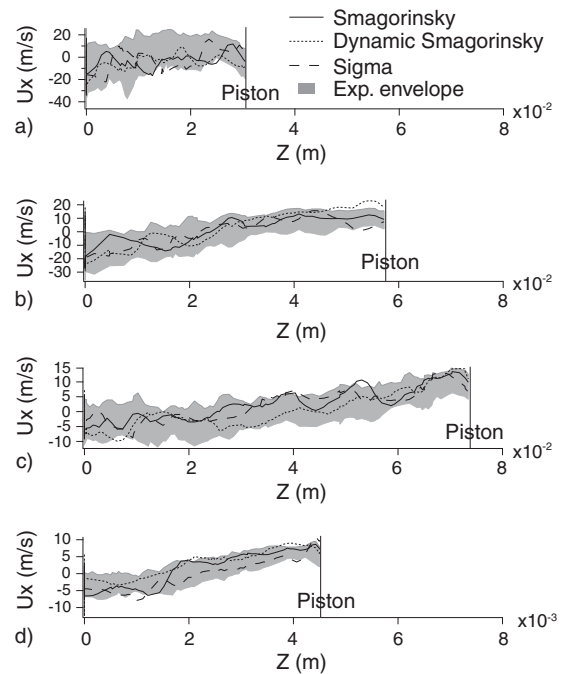 Smagorinsky
Dynamic Smagorinsky
Sigma
Exp. envelope
Ux (m/s)
20
0
-20
-40
Piston
0 2 4 6 8
x10-2
a)
Z (m)
Ux (m/s)
20
10
0
-10
-20
-30
Piston
0 2 4 6 8
x10-2
b)
Z (m)
Ux (m/s)
15
10
5
0
-5
-10
Piston
0 2 4 6 8
x10-2
c)
Z (m)
Ux (m/s)
10
5
0
-5
-10
Piston
0 2 4 6 8
x10-3
d)
Z (m)